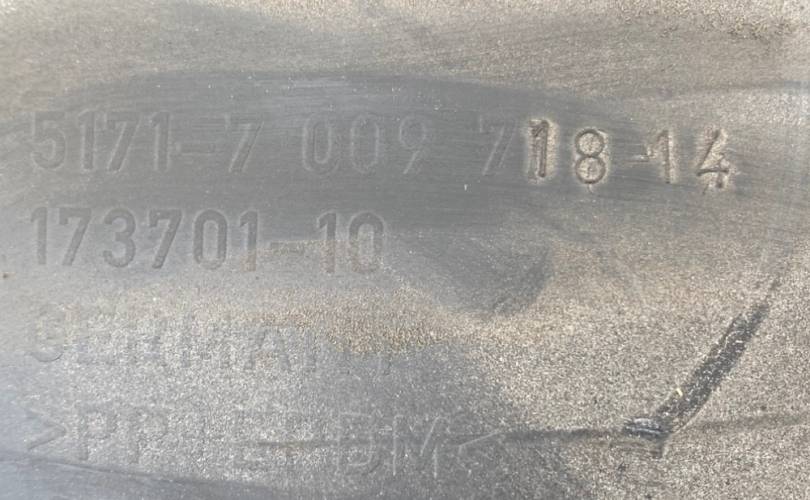 5171-7 009 718-14
173701-10
GERMANY
>PP+EPDM<